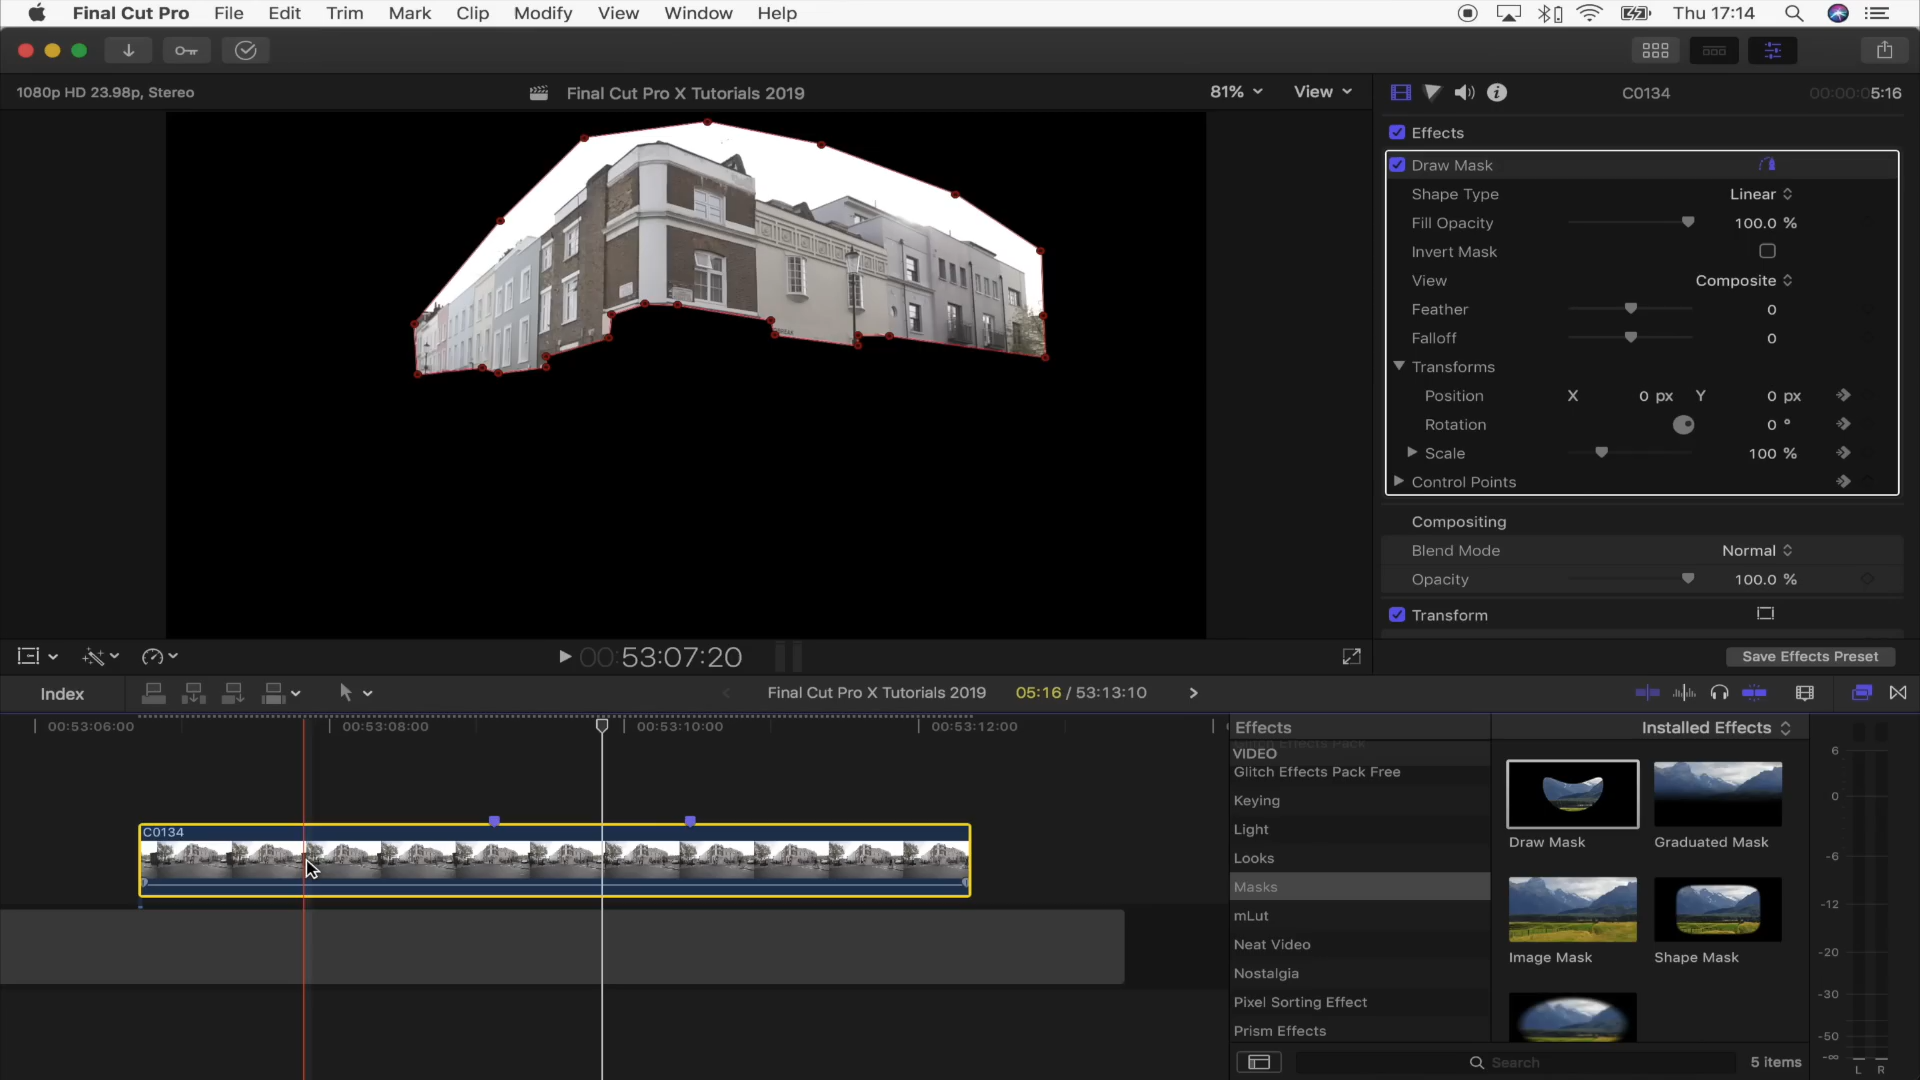 Final Cut Pro File Edit Trim Mark Clip Modify View Window Help Thu 17:14
1080p HD 23.98p, Stereo Final Cut Pro X Tutorials 2019 81% View C0134 00:00:05:16
Effects
Draw Mask
Shape Type Linear
Fill Opacity 100.0 %
Invert Mask
View Composite
Feather 0
Falloff 0
Transforms
Position X 0 px Y 0 px
Rotation 0 °
Scale 100 %
Control Points
Compositing
Blend Mode Normal
Opacity 100.0 %
Transform
00:53:07:20 Save Effects Preset
Index Final Cut Pro X Tutorials 2019 05:16 / 53:13:10
00:53:06:00 00:53:08:00 00:53:10:00 00:53:12:00
C0134
Effects Installed Effects
Glitch Effects Pack
VIDEO
Glitch Effects Pack Free
Keying
Light
Looks
Masks
mLut
Neat Video
Nostalgia
Pixel Sorting Effect
Prism Effects
Draw Mask Graduated Mask
Image Mask Shape Mask
Search 5 items
6
0
-6
-12
-20
-30
-50
-∞
L R